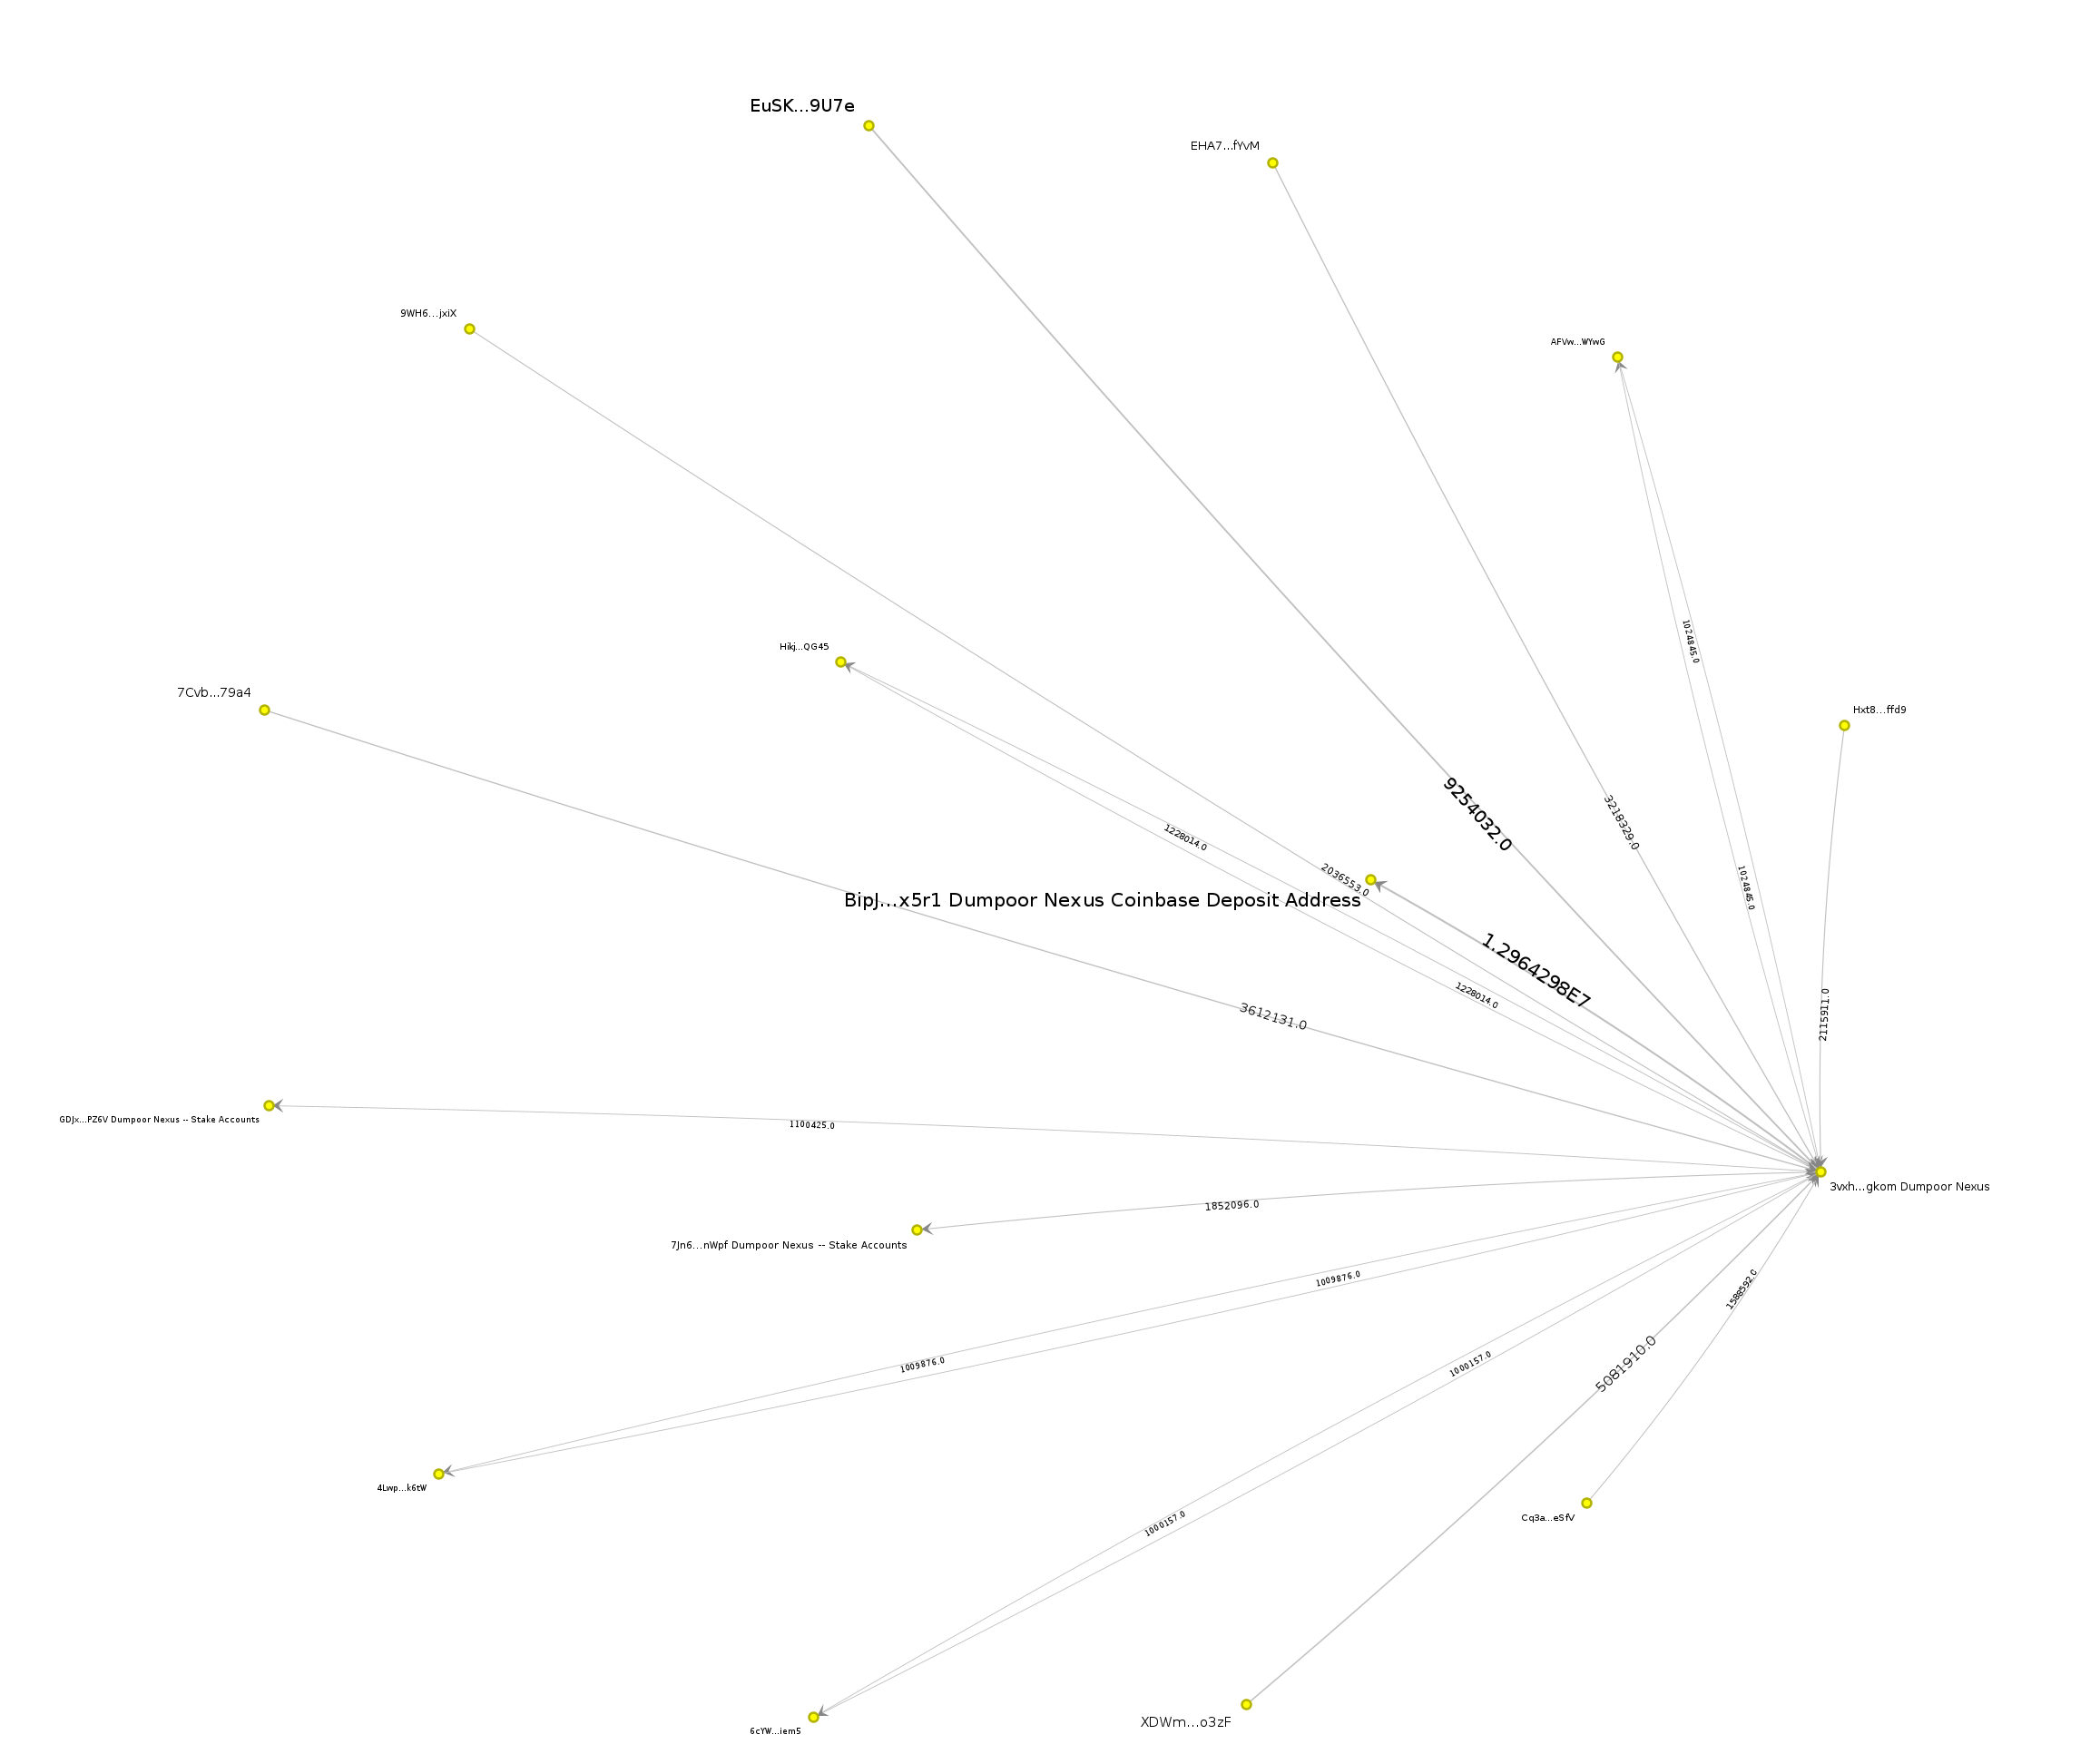 EuSK...9U7e
EHA7...fYvM
9WH6...jxiX
AFVw...WYwG
1024845.0
Hikj...QG45
7Cvb...79a4
Hxt8...ffd9
9254032.0
3218329.0
1228014.0
2036553.0
1024845.0
BipJ...x5r1 Dumpoor Nexus Coinbase Deposit Address
1.2964298E7
1228014.0
3612131.0
2115911.0
GDJx...PZ6V Dumpoor Nexus -- Stake Accounts
1100425.0
3vxh...gkom Dumpoor Nexus
1852096.0
7Jn6...nWpf Dumpoor Nexus -- Stake Accounts
1009876.0
1588592.0
1009876.0
1000157.0
5081910.0
4Lwp...k6tW
1000157.0
Cq3a...eSfV
6cYW...iem5
XDWm...o3zF